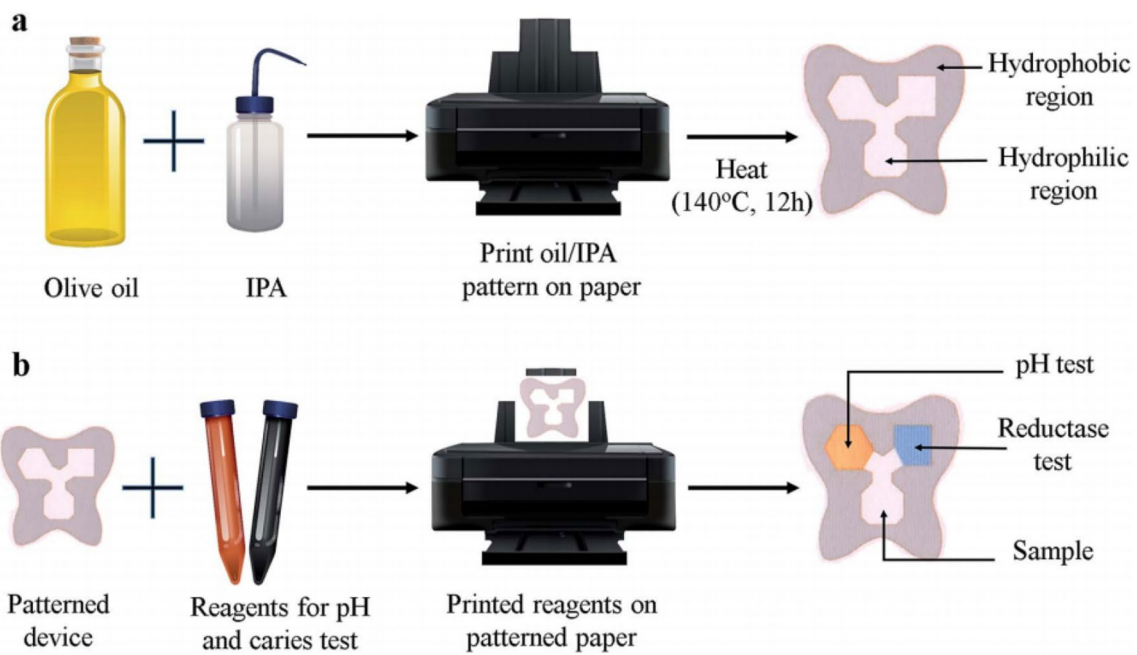 a
Olive oil
IPA
Print oil/IPA
pattern on paper
Heat
(140°C, 12h)
Hydrophobic
region
Hydrophilic
region
b
Patterned
device
Reagents for pH
and caries test
Printed reagents on
patterned paper
pH test
Reductase
test
Sample